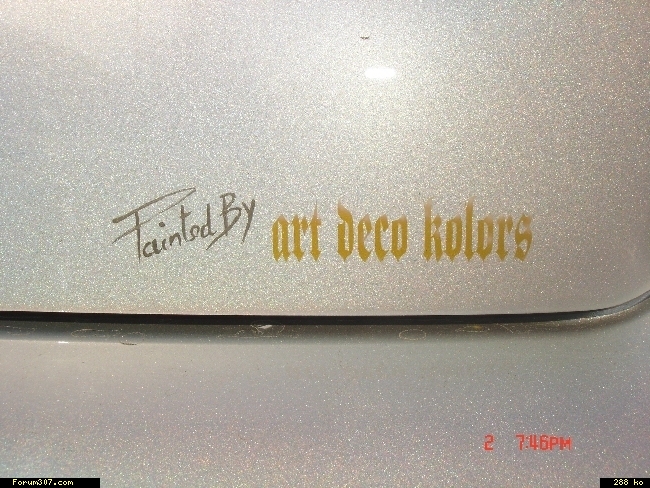 Painted By art deco kolors
2 7:46PM
Forum307.com 288 ko